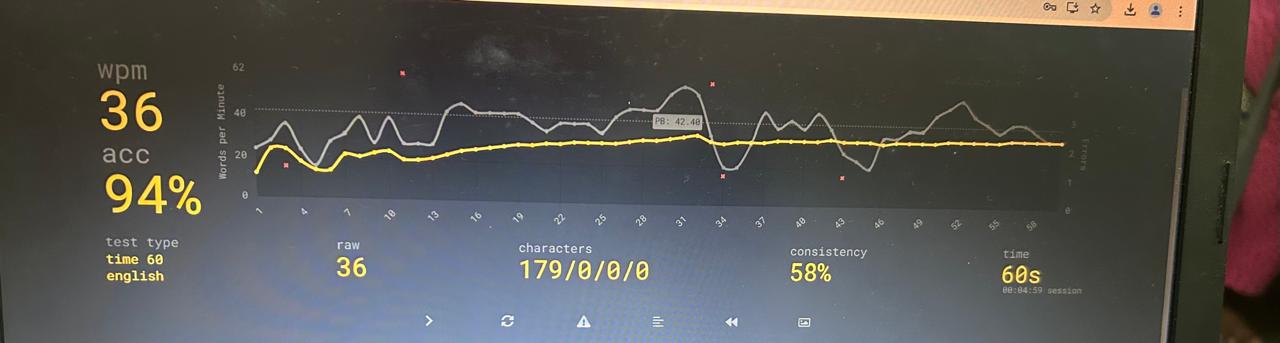 wpm
36
acc
94%
Words per Minute
62
40
20
0
PB: 42.40
1 4 7 10 13 16 19 22 25 28 31 34 37 40 43 46 49 52 55 58
3
2
1
0
Errors
test type
time 60
english
raw
36
characters
179/0/0/0
consistency
58%
time
60s
00:04:59 session